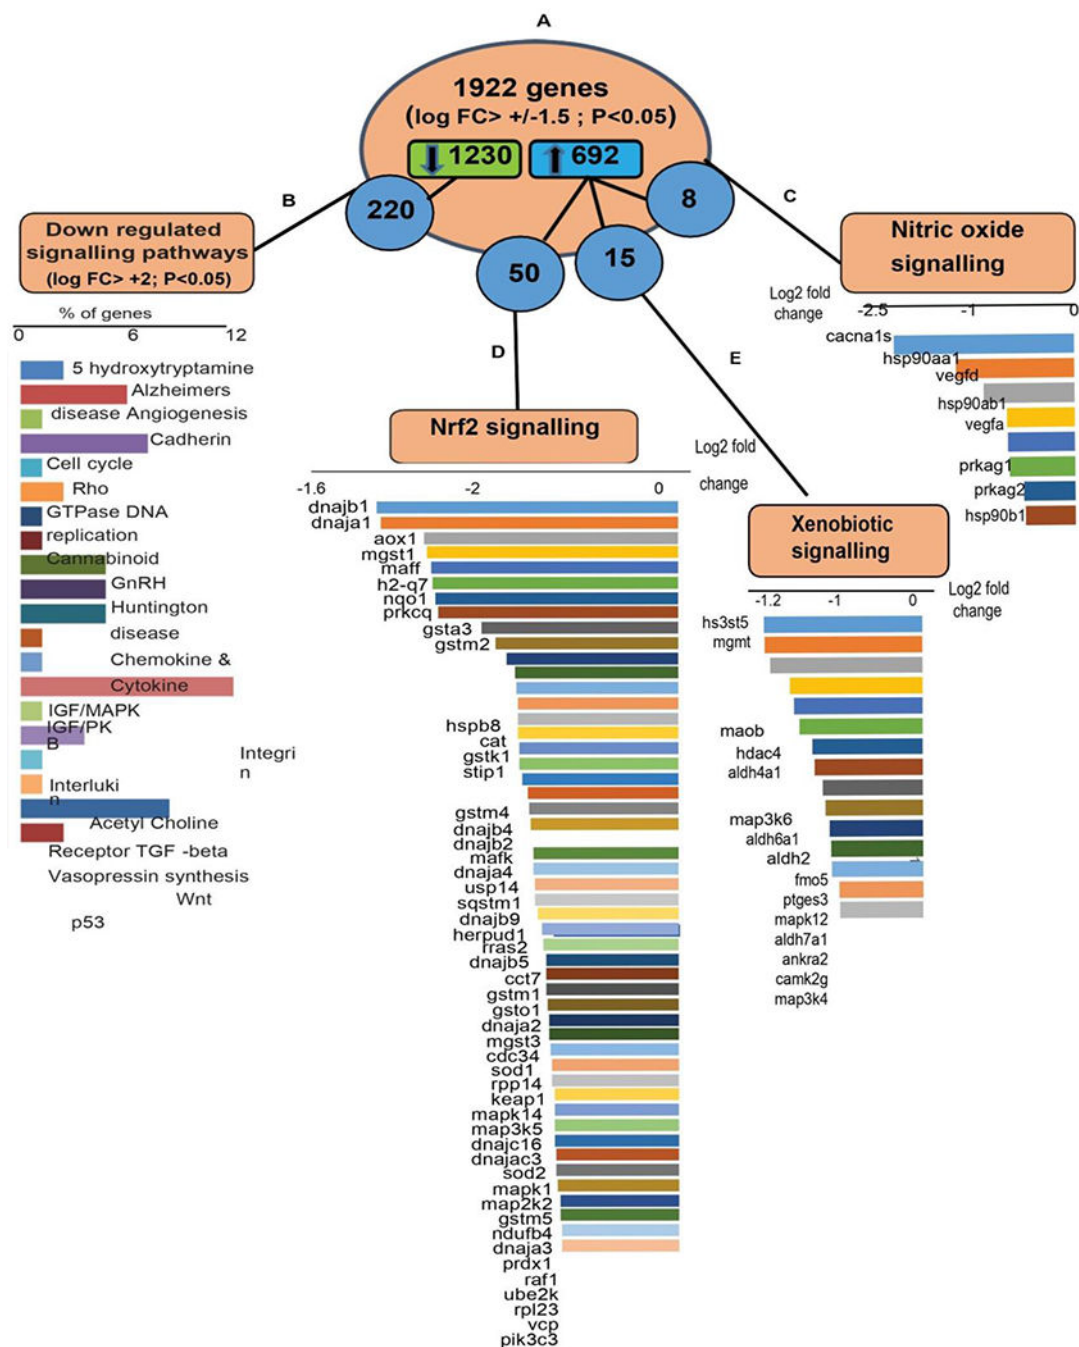 A
1922 genes
(log FC> +/-1.5 ; P<0.05)
1230
692
B
220
8
C
50
15
Down regulated
signalling pathways
(log FC> +2; P<0.05)
Nitric oxide
signalling
% of genes
0 6 12
5 hydroxytryptamine
Alzheimers
disease Angiogenesis
Cadherin
Cell cycle
Rho
GTPase DNA
replication
Cannabinoid
GnRH
Huntington
disease
Chemokine &
Cytokine
IGF/MAPK
IGF/PK
B
Integri
n
Interluki
n
Acetyl Choline
Receptor TGF -beta
Vasopressin synthesis
Wnt
p53
Log2 fold
change
-2.5 -1 0
cacna1s
hsp90aa1
vegfd
hsp90ab1
vegfa
prkag1
prkag2
hsp90b1
D
Nrf2 signalling
Log2 fold
change
-1.6 -2 0
dnajb1
dnaja1
aox1
mgst1
maff
h2-q7
nqo1
prkcq
gsta3
gstm2
hspb8
cat
gstk1
stip1
gstm4
dnajb4
dnajb2
mafk
dnaja4
usp14
sqstm1
dnajb9
herpud1
rras2
dnajb5
cct7
gstm1
gsto1
dnaja2
mgst3
cdc34
sod1
rpp14
keap1
mapk14
map3k5
dnajc16
dnajac3
sod2
mapk1
map2k2
gstm5
ndufb4
dnaja3
prdx1
raf1
ube2k
rpl23
vcp
pik3c3
E
Xenobiotic
signalling
Log2 fold
change
-1.2 -1 0
hs3st5
mgmt
maob
hdac4
aldh4a1
map3k6
aldh6a1
aldh2
fmo5
ptges3
mapk12
aldh7a1
ankra2
camk2g
map3k4